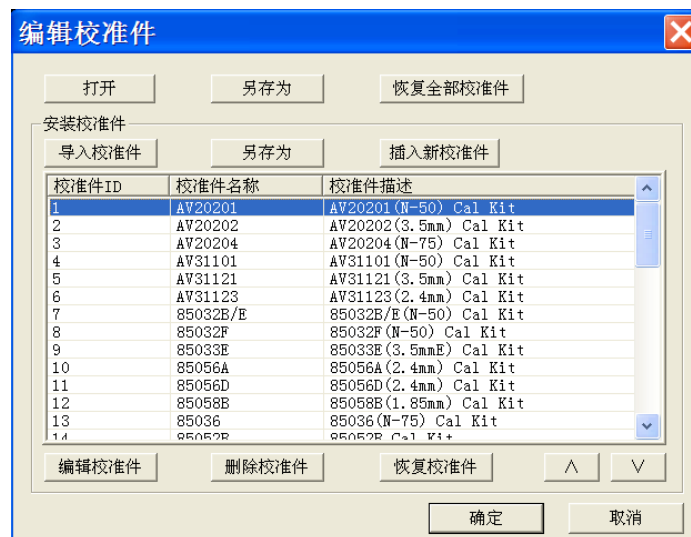 编辑校准件
打开 另存为 恢复全部校准件
安装校准件
导入校准件 另存为 插入新校准件
校准件ID 校准件名称 校准件描述
1 AV20201 AV20201(N-50) Cal Kit
2 AV20202 AV20202(3.5mm) Cal Kit
3 AV20204 AV20204(N-75) Cal Kit
4 AV31101 AV31101(N-50) Cal Kit
5 AV31121 AV31121(3.5mm) Cal Kit
6 AV31123 AV31123(2.4mm) Cal Kit
7 85032B/E 85032B/E(N-50) Cal Kit
8 85032F 85032F(N-50) Cal Kit
9 85033E 85033E(3.5mmE) Cal Kit
10 85056A 85056A(2.4mm) Cal Kit
11 85056D 85056D(2.4mm) Cal Kit
12 85058B 85058B(1.85mm) Cal Kit
13 85036 85036(N-75) Cal Kit
14 85052B 85052B Cal Kit
编辑校准件 删除校准件 恢复校准件 ∧ ∨
确定 取消